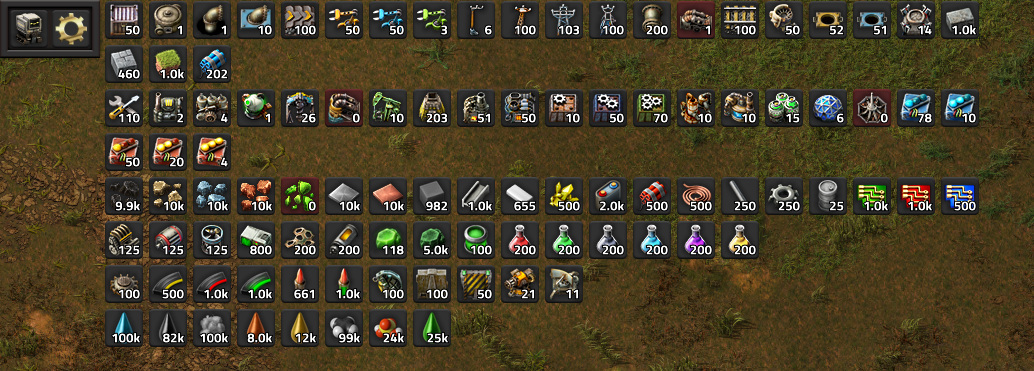 50 1 1 10 100 50 50 3 6 100 103 100 200 1 100 50 52 51 14 1.0k
460 1.0k 202
110 2 4 1 26 0 10 203 51 50 10 50 70 10 10 15 6 0 78 10
50 20 4
9.9k 10k 10k 10k 0 10k 10k 982 1.0k 655 500 2.0k 500 500 250 250 25 1.0k 1.0k 500
125 125 125 800 200 200 118 5.0k 100 200 200 200 200 200 200
100 500 1.0k 1.0k 661 1.0k 100 100 50 21 11
100k 82k 100k 8.0k 12k 99k 24k 25k